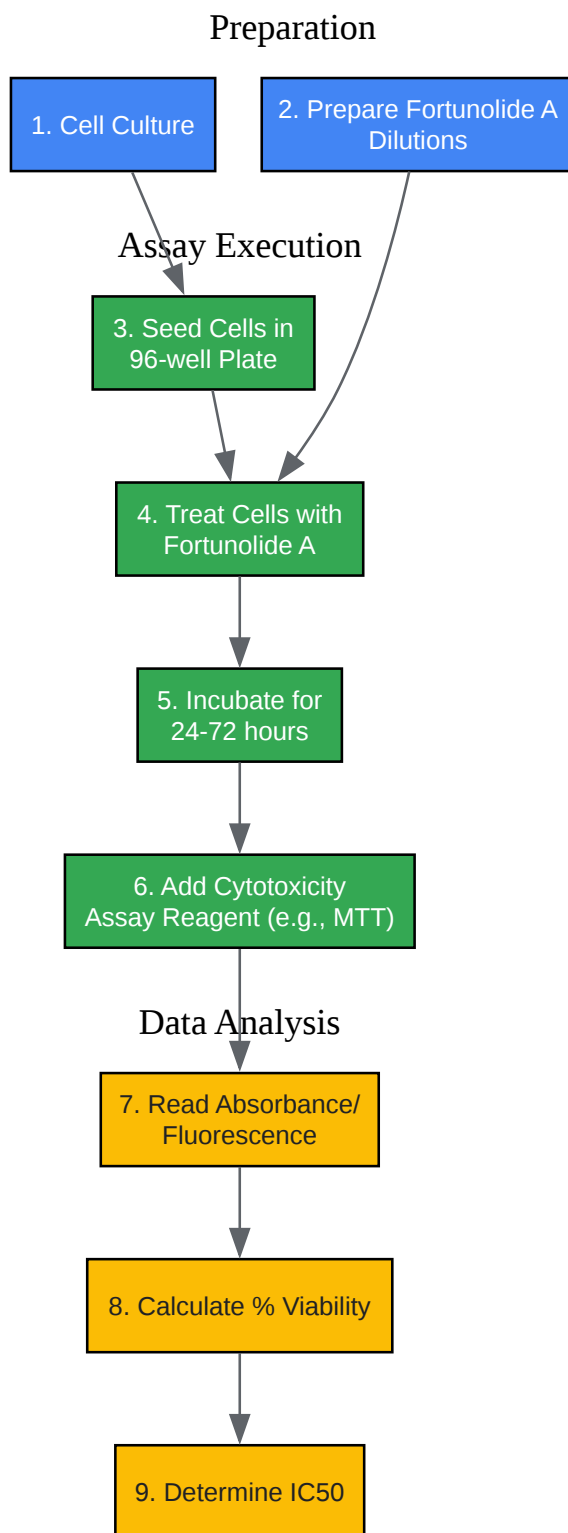 Preparation
1. Cell Culture
2. Prepare Fortunolide A
Dilutions
Assay Execution
3. Seed Cells in
96-well Plate
4. Treat Cells with
Fortunolide A
5. Incubate for
24-72 hours
6. Add Cytotoxicity
Assay Reagent (e.g., MTT)
Data Analysis
7. Read Absorbance/
Fluorescence
8. Calculate % Viability
9. Determine IC50